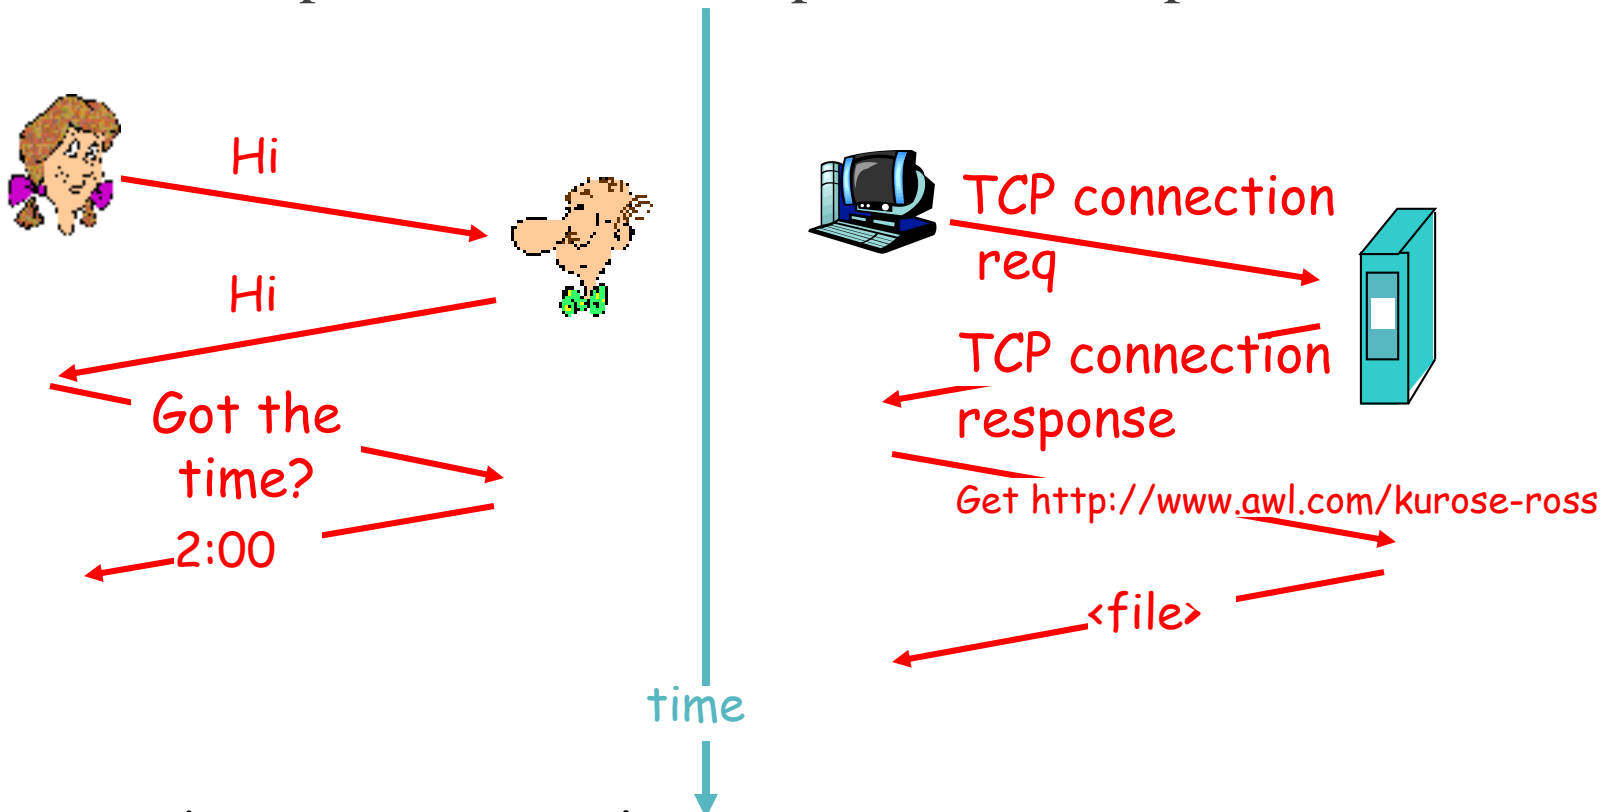 Hi
Hi
Got the
time?
2:00
TCP connection
req
TCP connection
response
Get http://www.awl.com/kurose-ross
<file>
time